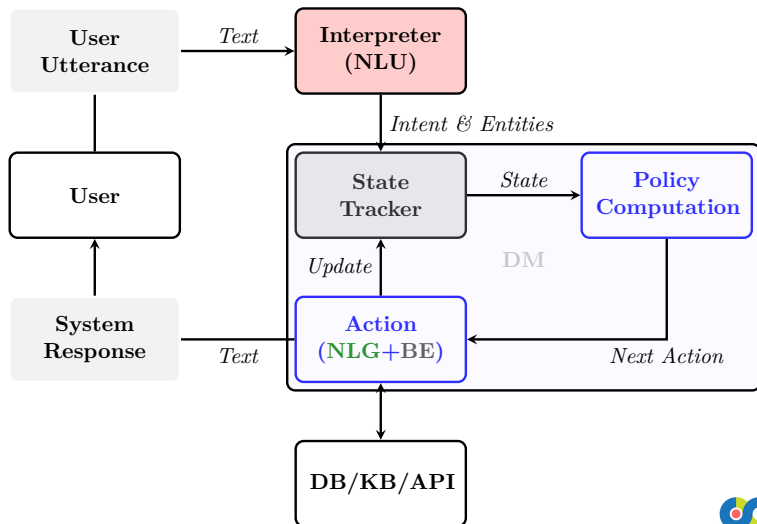 User
Utterance
Text
Interpreter
(NLU)
Intent & Entities
User
State
Tracker
State
Policy
Computation
Update
DM
System
Response
Text
Action
(NLG+BE)
Next Action
DB/KB/API